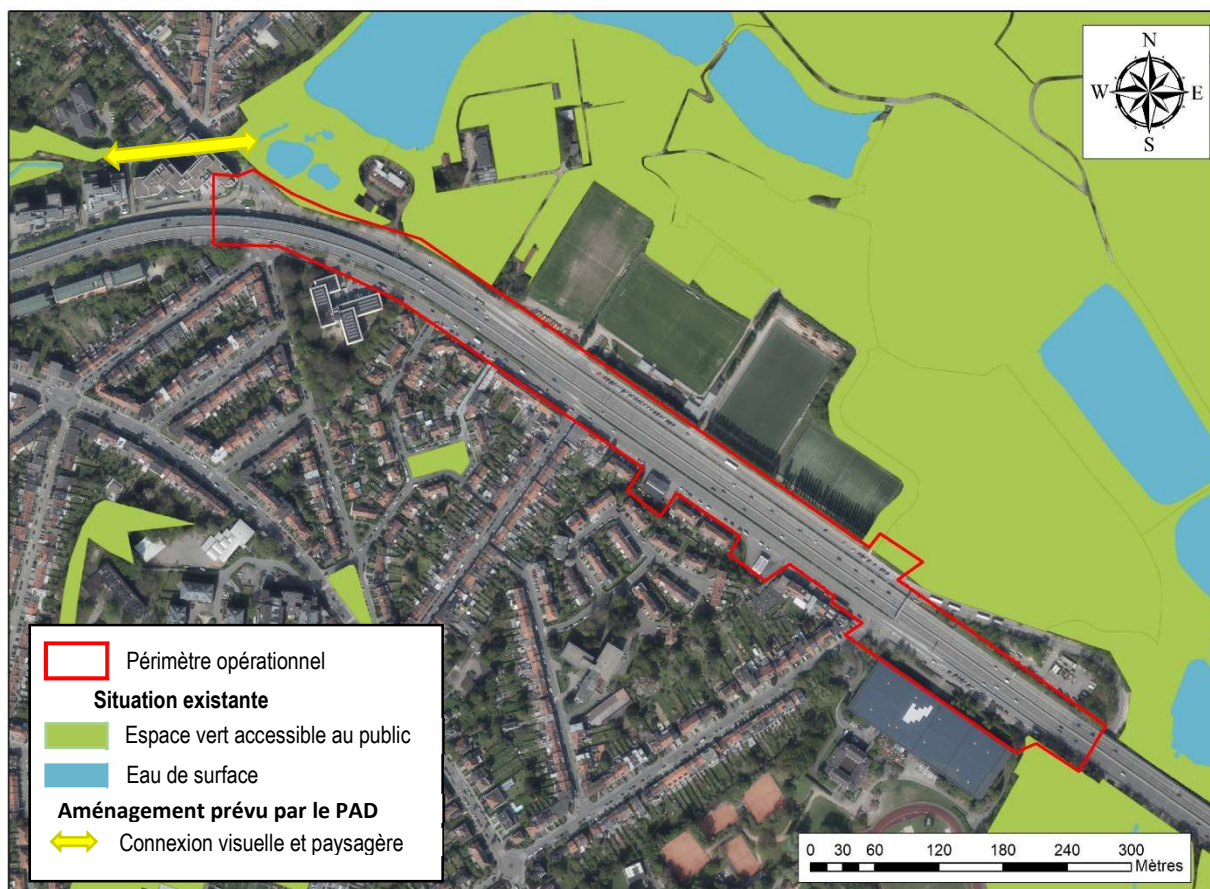 N
W E
S
Périmètre opérationnel
Situation existante
Espace vert accessible au public
Eau de surface
Aménagement prévu par le PAD
Connexion visuelle et paysagère
0 30 60 120 180 240 300
Mètres